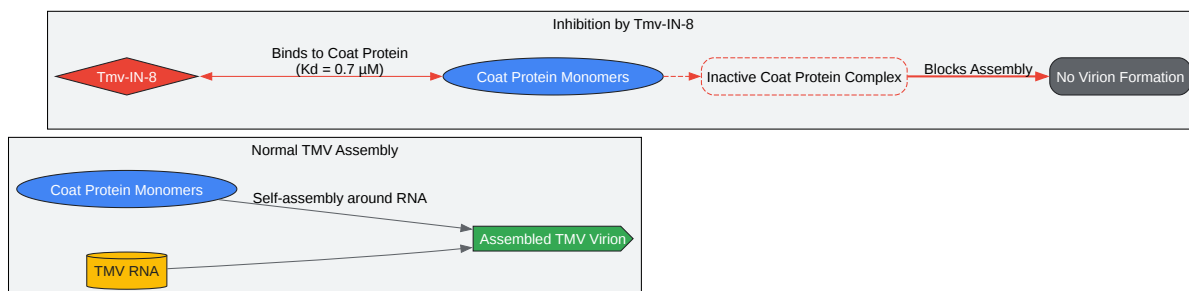 Inhibition by Tmv-IN-8
Tmv-IN-8
Binds to Coat Protein
(Kd = 0.7 µM)
Coat Protein Monomers
Inactive Coat Protein Complex
Blocks Assembly
No Virion Formation
Normal TMV Assembly
Coat Protein Monomers
Self-assembly around RNA
Assembled TMV Virion
TMV RNA